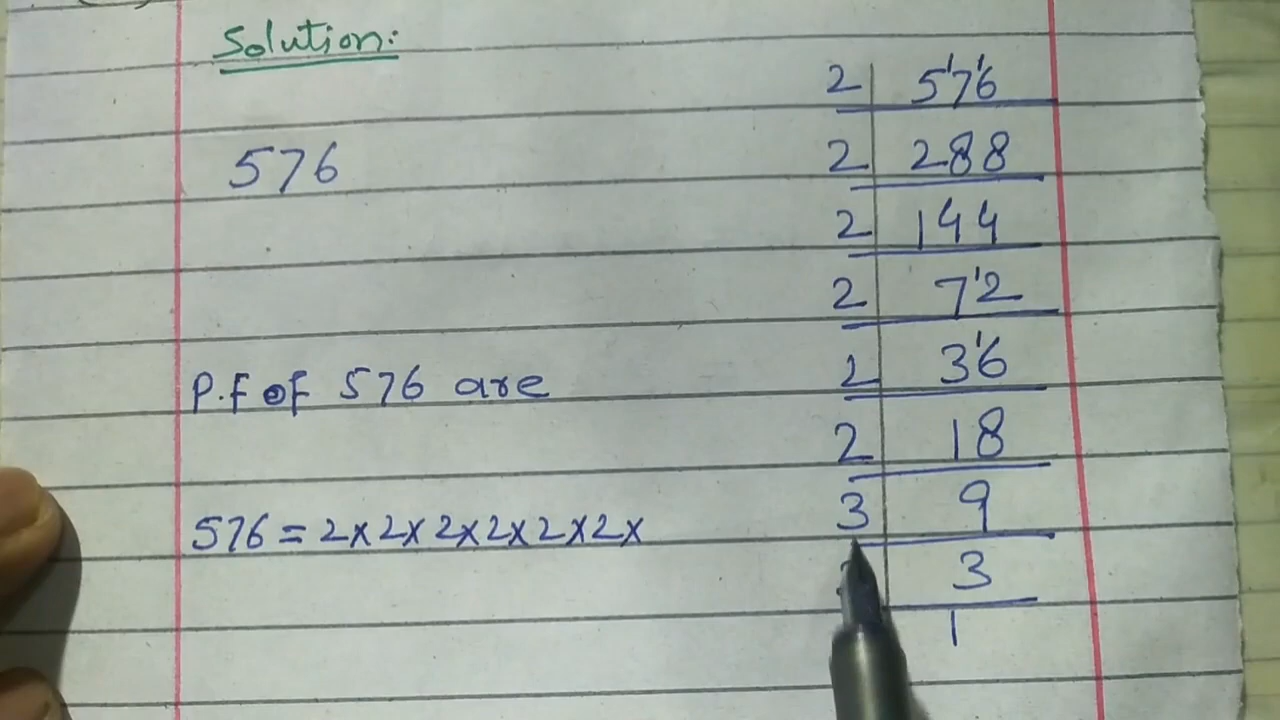 Solution:
576
P.F of 576 are
576 = 2x2x2x2x2x2x
2 | 576
2 | 288
2 | 144
2 | 72
2 | 36
2 | 18
3 | 9
3
1